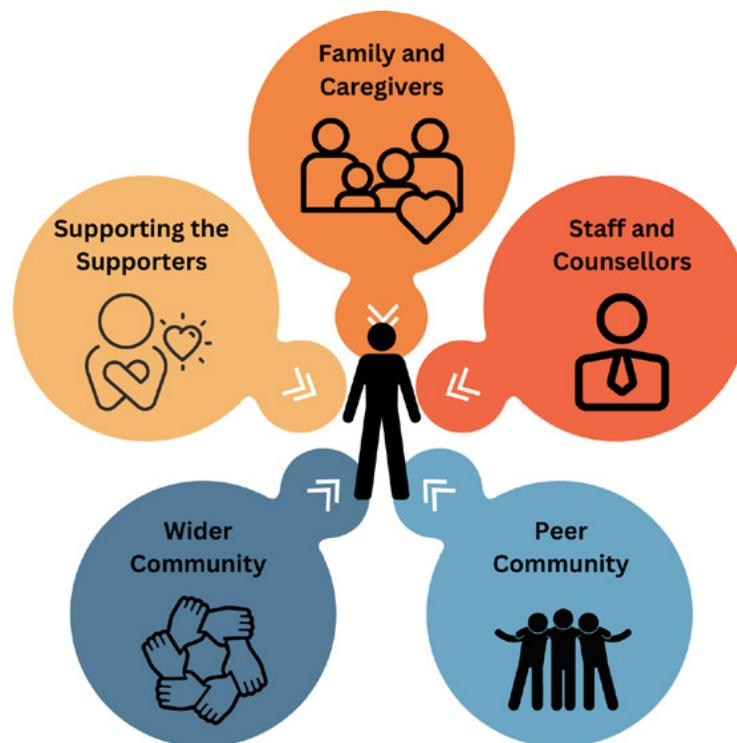 Family and
Caregivers
Supporting the
Supporters
Staff and
Counsellors
Wider
Community
Peer
Community